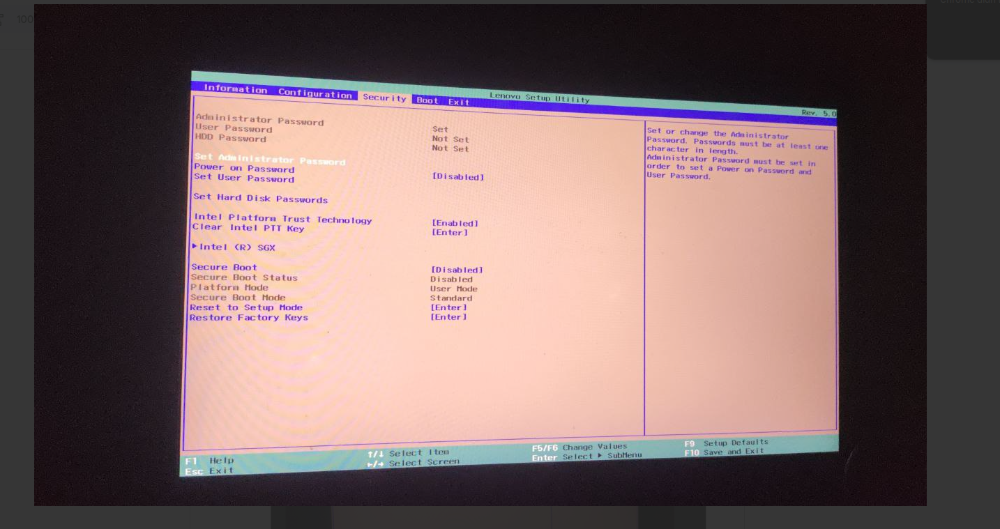 100
Lenovo Setup Utility
Information Configuration Security Boot Exit
Rev. 5.0
Administrator Password Set
User Password Not Set
HDD Password Not Set
Set Administrator Password
Power on Password [Disabled]
Set User Password
Set Hard Disk Passwords
Intel Platform Trust Technology [Enabled]
Clear Intel PTT Key [Enter]
Intel (R) SGX
Secure Boot [Disabled]
Secure Boot Status Disabled
Platform Mode User Mode
Secure Boot Mode Standard
Reset to Setup Mode [Enter]
Restore Factory Keys [Enter]
Set or change the Administrator
Password. Passwords must be at least one
character in length.
Administrator Password must be set in
order to set a Power on Password and
User Password.
F1 Help ↑/↓ Select Item F5/F6 Change Values F9 Setup Defaults
Esc Exit ←/→ Select Screen Enter Select ▶ SubMenu F10 Save and Exit